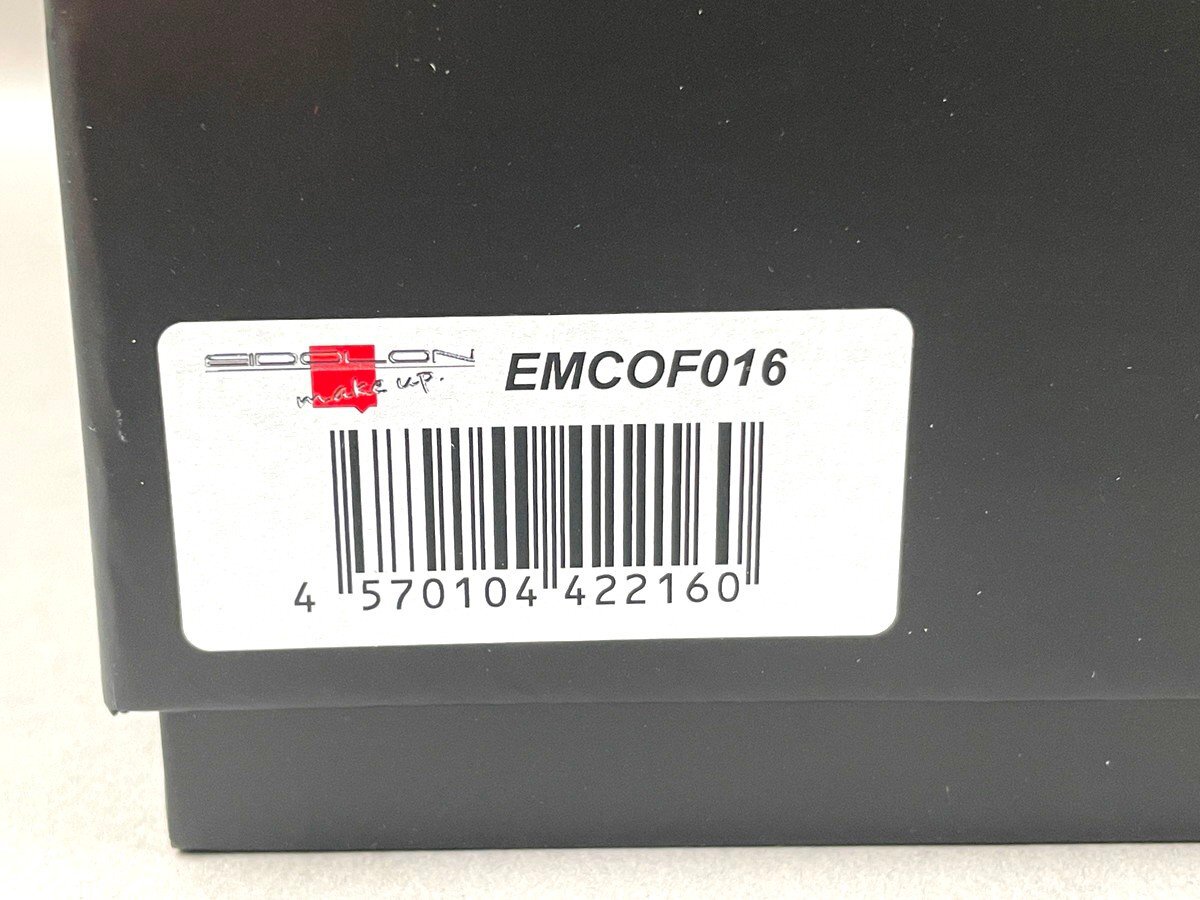 EIDOLON
make up.
EMCOF016
4 570104 422160